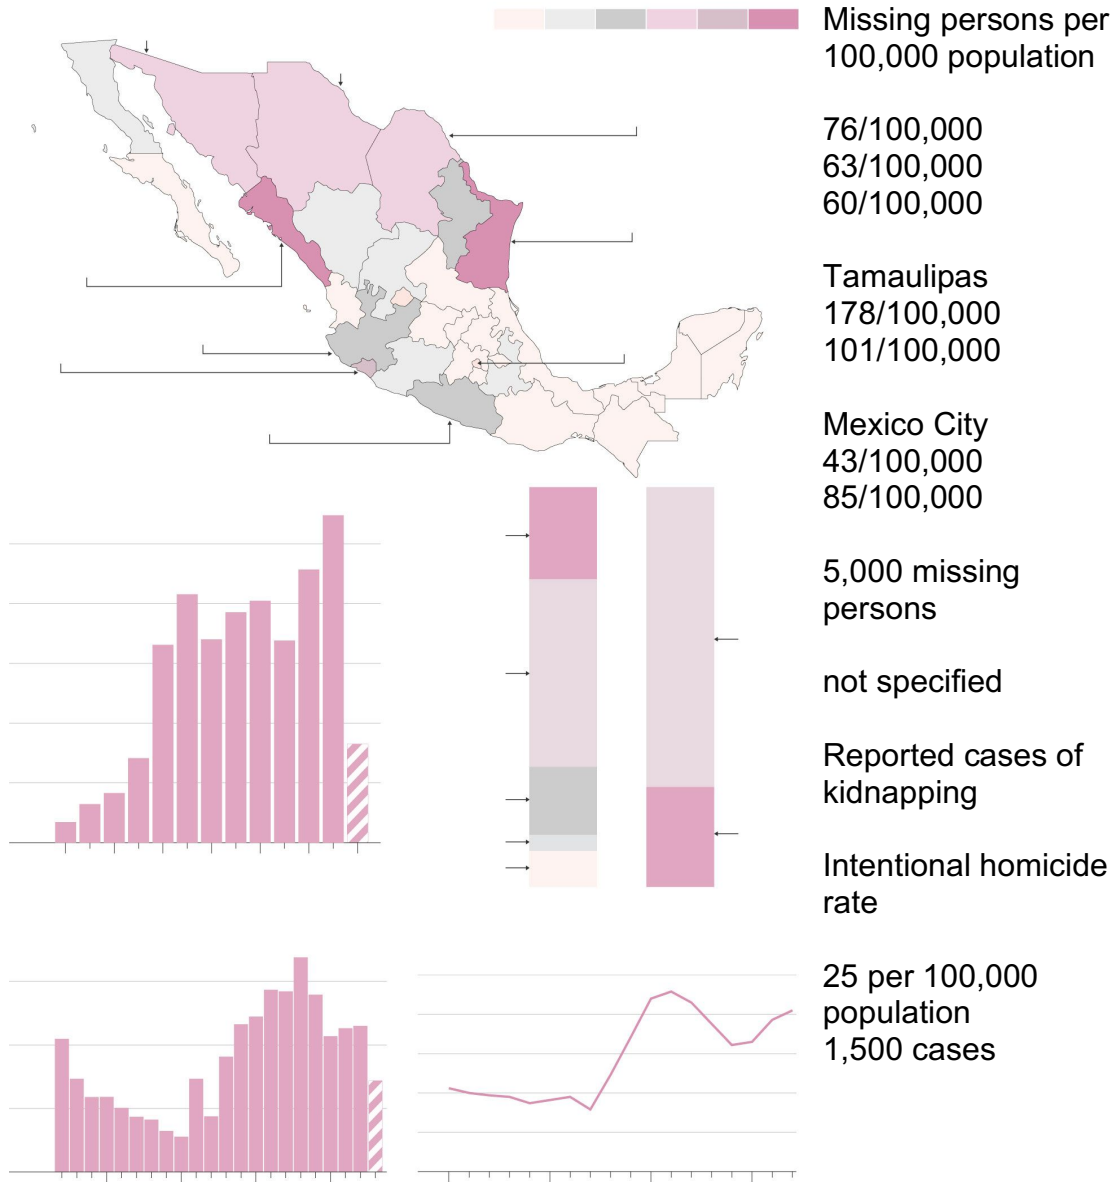 Missing persons per
100,000 population
76/100,000
63/100,000
60/100,000
Tamaulipas
178/100,000
101/100,000
Mexico City
43/100,000
85/100,000
5,000 missing
persons
not specified
Reported cases of
kidnapping
Intentional homicide
rate
25 per 100,000
population
1,500 cases